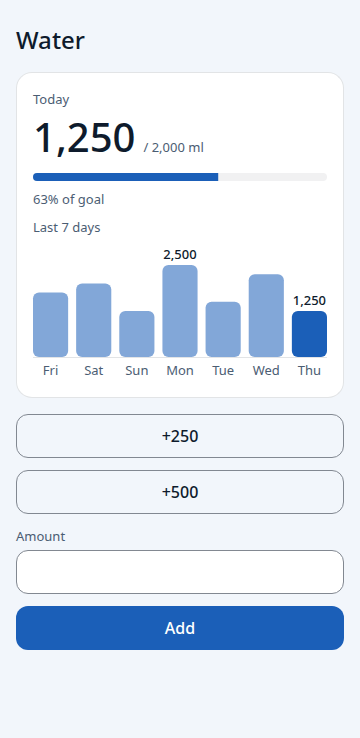 Water
Today
1,250 / 2,000 ml
63% of goal
Last 7 days
2,500
1,250
Fri Sat Sun Mon Tue Wed Thu
+250
+500
Amount
Add